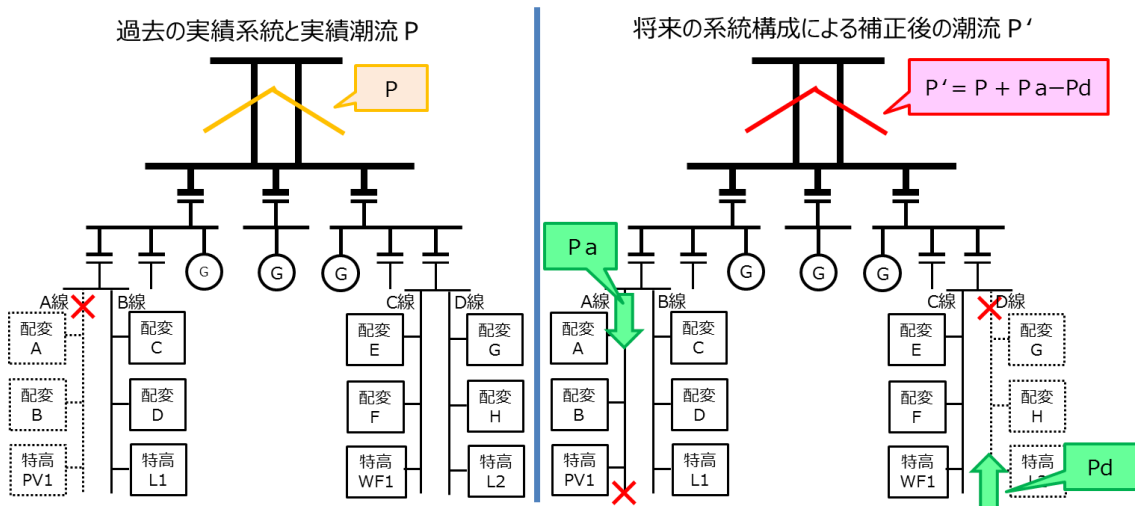 過去の実績系統と実績潮流 P
P
G
G
G
A線
B線
C線
D線
配変
A
配変
C
配変
E
配変
G
配変
B
配変
D
配変
F
配変
H
特高
PV1
特高
L1
特高
WF1
特高
L2
将来の系統構成による補正後の潮流 P‘
P‘ = P + Pa−Pd
Pa
G
G
G
A線
B線
C線
D線
配変
A
配変
C
配変
E
配変
G
配変
B
配変
D
配変
F
配変
H
特高
PV1
特高
L1
特高
WF1
特高
Pd